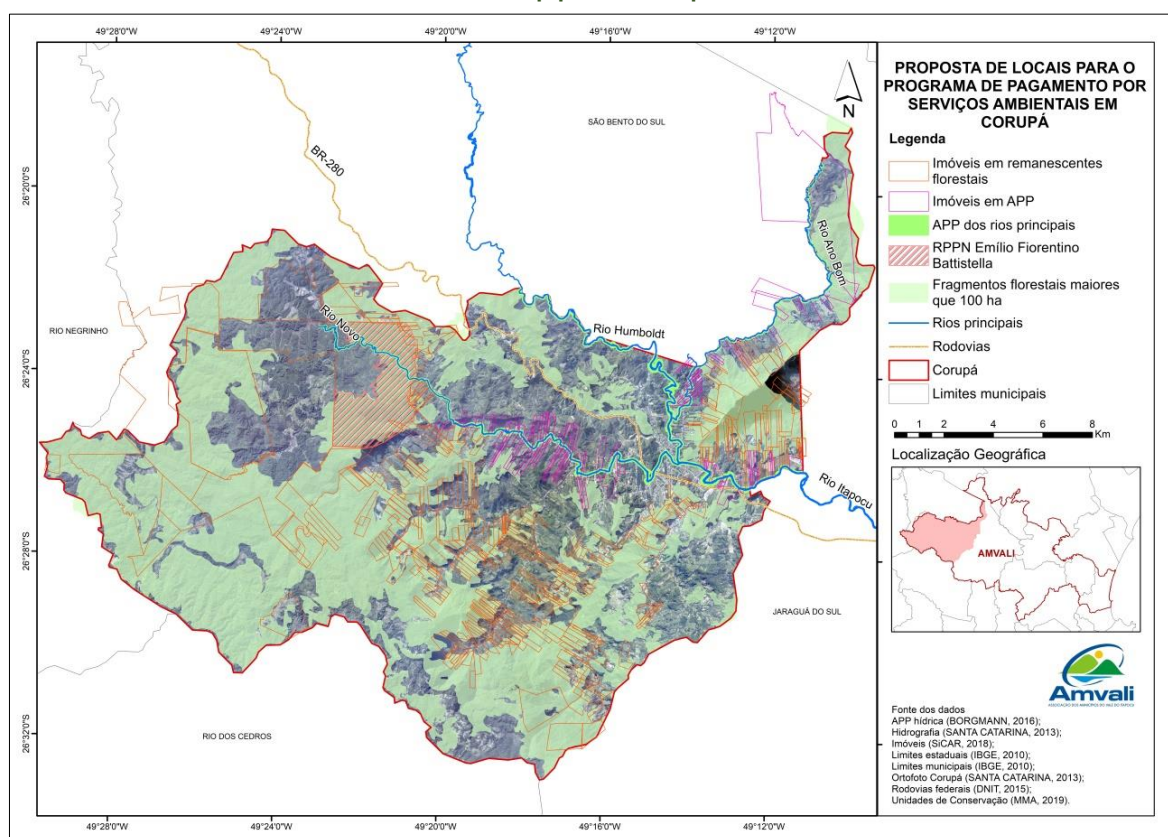 49°28'0"W 49°24'0"W 49°20'0"W 49°16'0"W 49°12'0"W
26°20'0"S
26°24'0"S
26°28'0"S
26°32'0"S
SÃO BENTO DO SUL
N
BR-280
Rio Ano Bom
Rio Humboldt
Rio Novo
RIO NEGRINHO
Rio Itapocu
JARAGUÁ DO SUL
RIO DOS CEDROS
49°28'0"W 49°24'0"W 49°20'0"W 49°16'0"W 49°12'0"W
PROPOSTA DE LOCAIS PARA O
PROGRAMA DE PAGAMENTO POR
SERVIÇOS AMBIENTAIS EM
CORUPÁ
Legenda
Imóveis em remanescentes
florestais
Imóveis em APP
APP dos rios principais
RPPN Emílio Fiorentino
Battistella
Fragmentos florestais maiores
que 100 ha
Rios principais
Rodovias
Corupá
Limites municipais
0 1 2 4 6 8
Km
Localização Geográfica
AMVALI
Amvali
ASSOCIAÇÃO DOS MUNICÍPIOS DO VALE DO ITAPOCU
Fonte dos dados
APP hídrica (BORGMANN, 2016);
Hidrografia (SANTA CATARINA, 2013);
Imóveis (SiCAR, 2018);
Limites estaduais (IBGE, 2010);
Limites municipais (IBGE, 2010);
Ortofoto Corupá (SANTA CATARINA, 2013);
Rodovias federais (DNIT, 2015);
Unidades de Conservação (MMA, 2019).